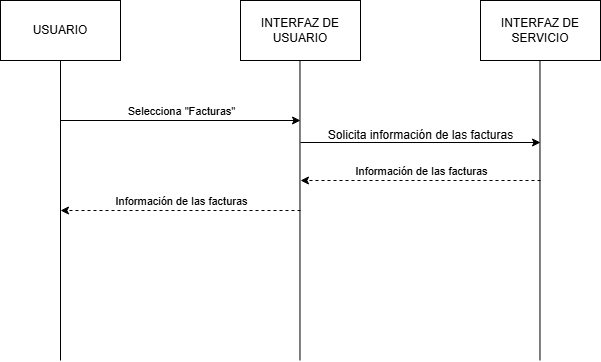 USUARIO
INTERFAZ DE
USUARIO
INTERFAZ DE
SERVICIO
Selecciona "Facturas"
Solicita información de las facturas
Información de las facturas
Información de las facturas